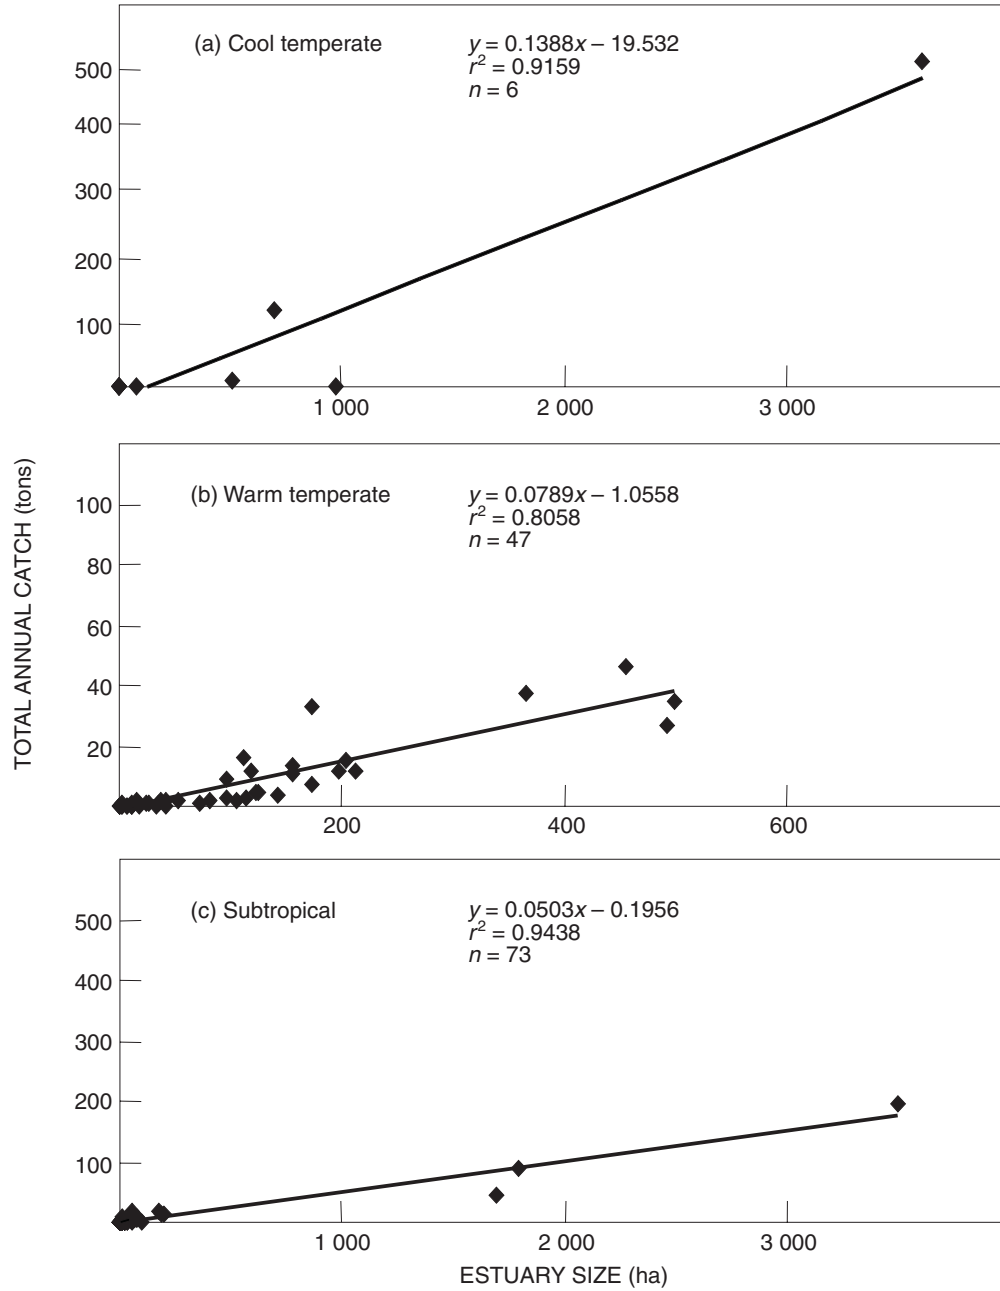 (a) Cool temperate
y = 0.1388x – 19.532
r² = 0.9159
n = 6
500
400
300
200
100
1 000 2 000 3 000
TOTAL ANNUAL CATCH (tons)
(b) Warm temperate
y = 0.0789x – 1.0558
r² = 0.8058
n = 47
100
80
60
40
20
200 400 600
(c) Subtropical
y = 0.0503x – 0.1956
r² = 0.9438
n = 73
500
400
300
200
100
1 000 2 000 3 000
ESTUARY SIZE (ha)